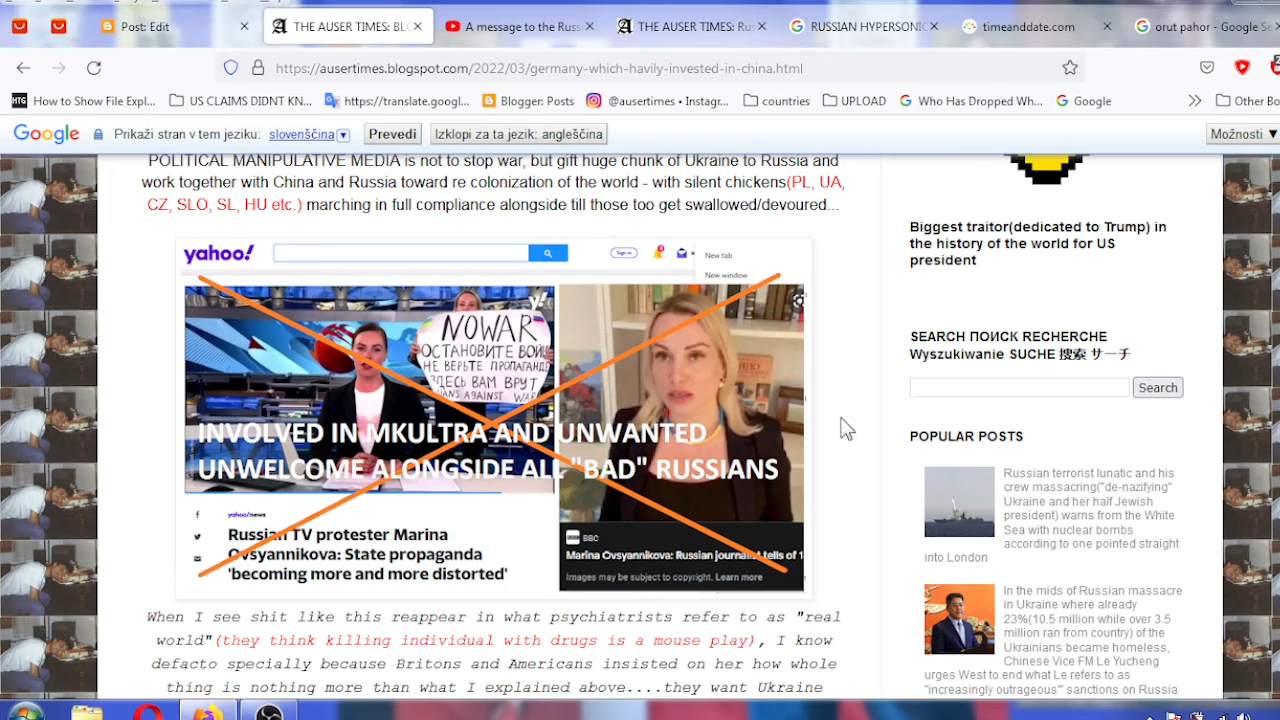 Post: Edit
THE AUSER TIMES: BLO
A message to the Russi
THE AUSER TIMES: Rus
RUSSIAN HYPERSONIC
timeanddate.com
orut pahor - Google Se
https://ausertimes.blogspot.com/2022/03/germany-which-havily-invested-in-china.html
HTG How to Show File Expl...
US CLAIMS DIDNT KN...
https://translate.googl...
Blogger: Posts
@ausertimes • Instagr...
countries
UPLOAD
Who Has Dropped Wh...
Google
Other Bo
Google
Prikaži stran v tem jeziku: slovenščina
Prevedi
Izklopi za ta jezik: angleščina
Možnosti
POLITICAL MANIPULATIVE MEDIA is not to stop war, but gift huge chunk of Ukraine to Russia and
work together with China and Russia toward re colonization of the world - with silent chickens(PL, UA,
CZ, SLO, SL, HU etc.) marching in full compliance alongside till those too get swallowed/devoured...
yahoo!
Sign in
New tab
New window
NO WAR
ОСТАНОВИТЕ ВОЙН
НЕ ВЕРЬТЕ ПРОПАГАНДЕ
ЗДЕСЬ ВАМ ВРУТ
IANS AGAINST WAR
INVOLVED IN MKULTRA AND UNWANTED
UNWELCOME ALONGSIDE ALL "BAD" RUSSIANS
yahoo!news
Russian TV protester Marina
Ovsyannikova: State propaganda
'becoming more and more distorted'
BBC
Marina Ovsyannikova: Russian journalist tells of 1
Images may be subject to copyright. Learn more
When I see shit like this reappear in what psychiatrists refer to as "real
world"(they think killing individual with drugs is a mouse play), I know
defacto specially because Britons and Americans insisted on her how whole
thing is nothing more than what I explained above....they want Ukraine
Biggest traitor(dedicated to Trump) in
the history of the world for US
president
SEARCH ПОИСК RECHERCHE
Wyszukiwanie SUCHE 搜索 サーチ
Search
POPULAR POSTS
Russian terrorist lunatic and his
crew massacring("de-nazifying"
Ukraine and her half Jewish
president) warns from the White
Sea with nuclear bombs
according to one pointed straight
into London
In the mids of Russian massacre
in Ukraine where already
23%(10.5 million while over 3.5
million ran from country) of the
Ukrainians became homeless,
Chinese Vice FM Le Yucheng
urges West to end what Le refers to as
"increasingly outrageous'" sanctions on Russia